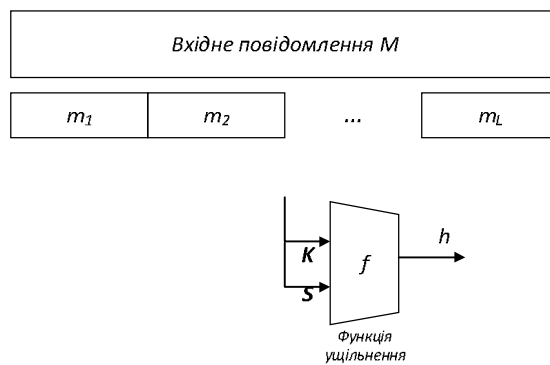 Вхідне повідомлення M
m1 m2 ... mL
K
h
f
S
Функція
ущільнення